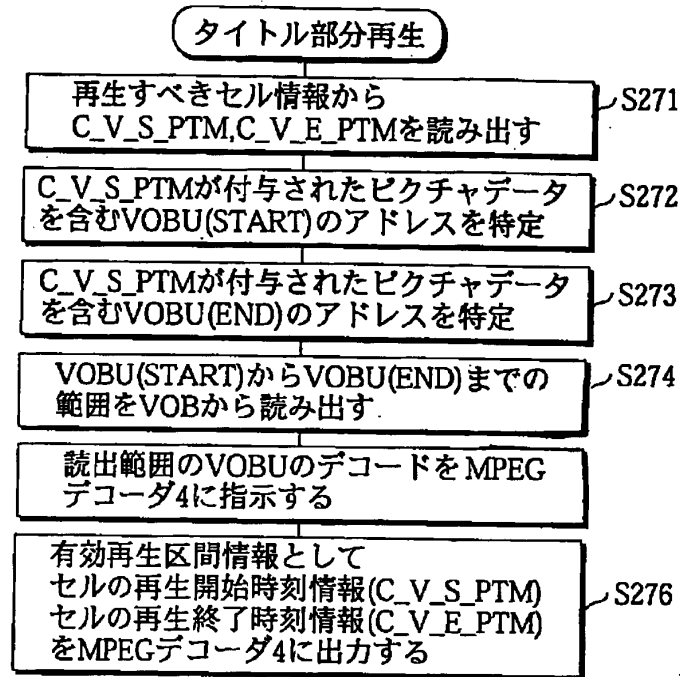 タイトル部分再生
再生すべきセル情報から
C_V_S_PTM,C_V_E_PTMを読み出す
S271
C_V_S_PTMが付与されたピクチャデータ
を含むVOBU(START)のアドレスを特定
S272
C_V_S_PTMが付与されたピクチャデータ
を含むVOBU(END)のアドレスを特定
S273
VOBU(START)からVOBU(END)までの
範囲をVOBから読み出す
S274
読出範囲のVOBUのデコードをMPEG
デコーダ4に指示する
有効再生区間情報として
セルの再生開始時刻情報(C_V_S_PTM)
セルの再生終了時刻情報(C_V_E_PTM)
をMPEGデコーダ4に出力する
S276